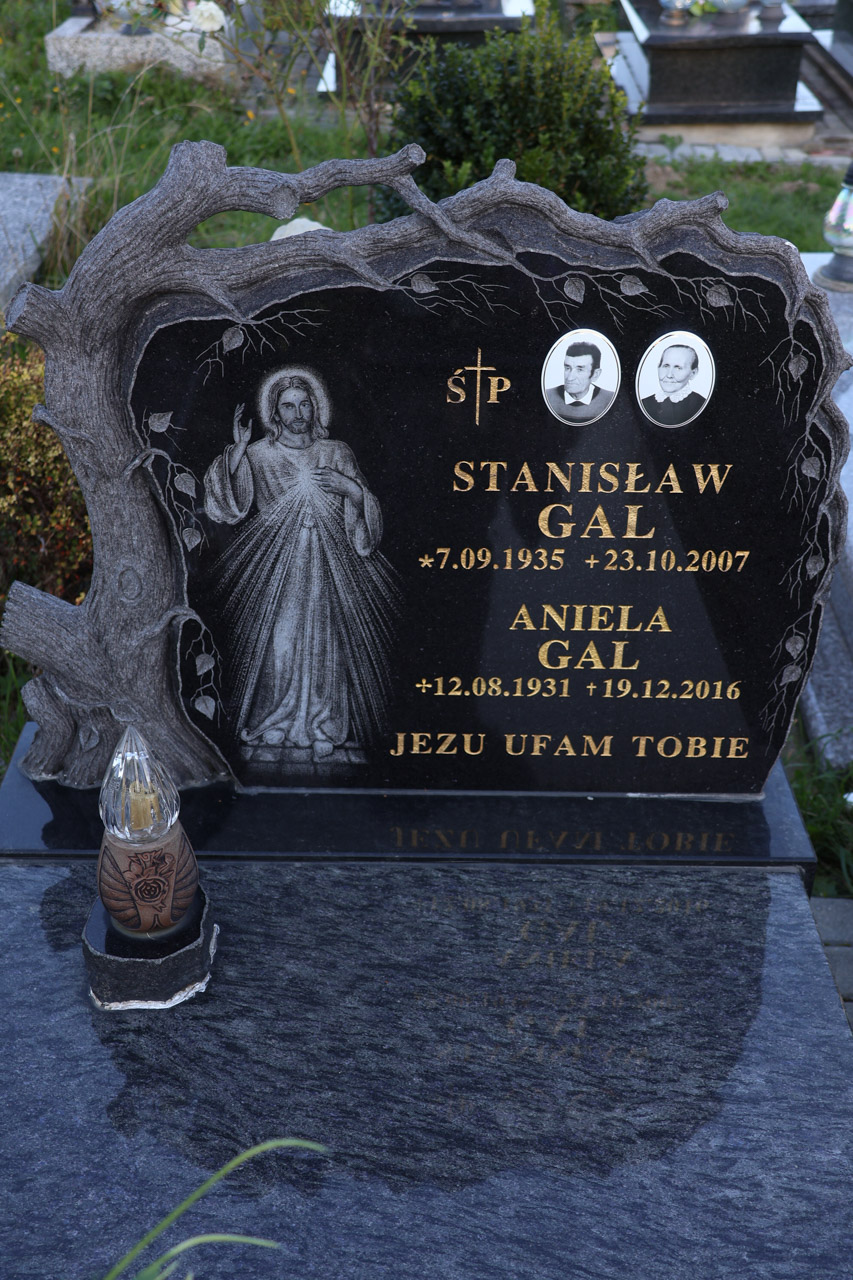 Ś†P
STANISŁAW
GAL
*7.09.1935 +23.10.2007
ANIELA
GAL
+12.08.1931 +19.12.2016
JEZU UFAM TOBIE